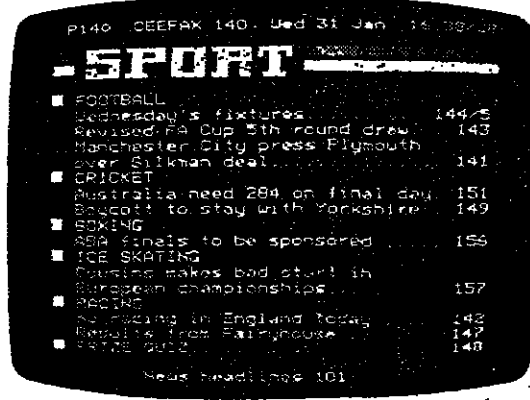 P140 CEEFAX 140 Wed 31 Jan
SPORT
FOOTBALL
Wednesday's fixtures........ 144/5
Revised FA Cup 5th round draw 143
Manchester City press Plymouth
over Silkman deal........... 141
CRICKET
Australia need 284 on final day 151
Boycott to stay with Yorkshire 149
BOXING
ABA finals to be sponsored ..... 156
ICE SKATING
Cousins makes bad start in
European championships... 157
RACING
No racing in England Today 142
Results from Fairyhouse 147
PRIZE QUIZ 148
News headlines 101